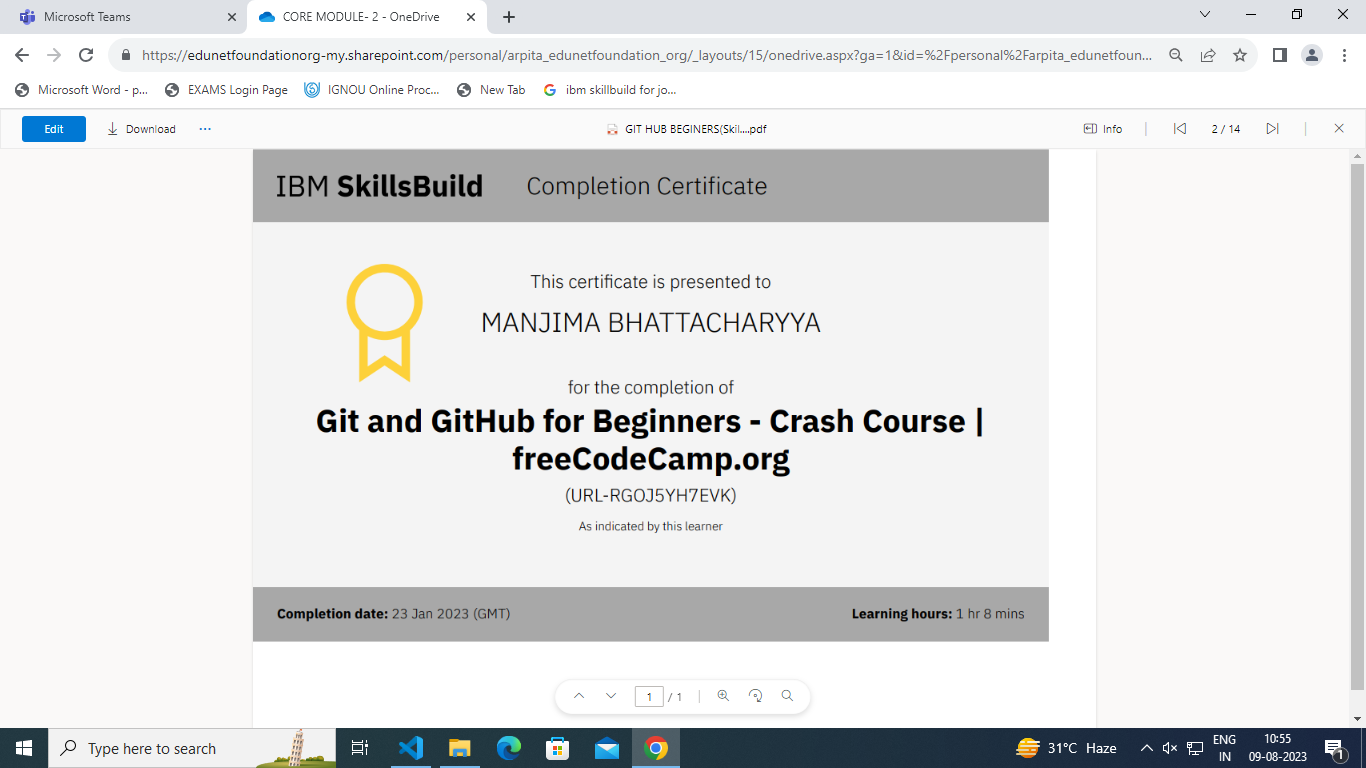 Microsoft Teams
CORE MODULE- 2 - OneDrive
https://edunetfoundationorg-my.sharepoint.com/personal/arpita_edunetfoundation_org/_layouts/15/onedrive.aspx?ga=1&id=%2Fpersonal%2Farpita_edunetfoun...
Microsoft Word - p...
EXAMS Login Page
IGNOU Online Proc...
New Tab
ibm skillbuild for jo...
Edit
Download
GIT HUB BEGINERS(Skil....pdf
Info
2 / 14
IBM SkillsBuild
Completion Certificate
This certificate is presented to
MANJIMA BHATTACHARYYA
for the completion of
Git and GitHub for Beginners - Crash Course |
freeCodeCamp.org
(URL-RGOJ5YH7EVK)
As indicated by this learner
Completion date: 23 Jan 2023 (GMT)
Learning hours: 1 hr 8 mins
1 / 1
Type here to search
31°C Haze
ENG
IN
10:55
09-08-2023
1